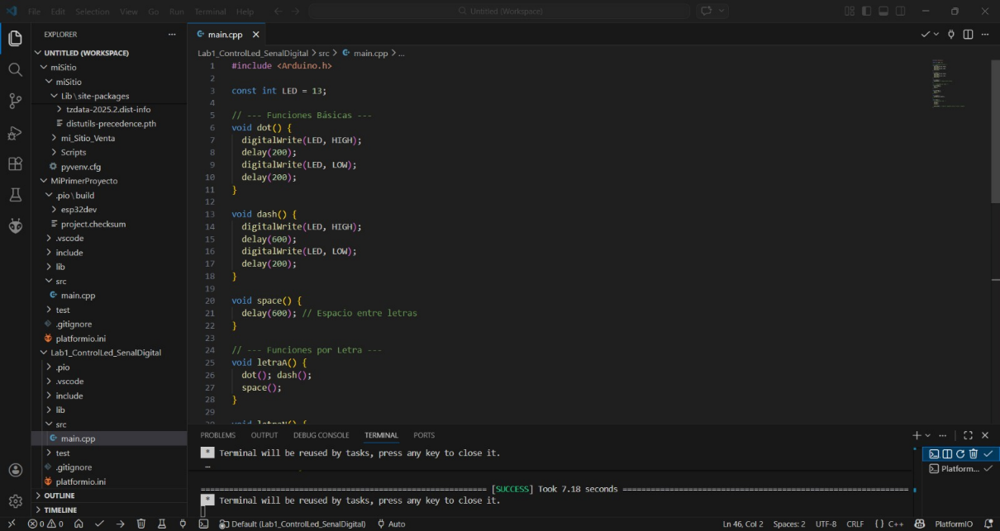 File Edit Selection View Go Run Terminal Help
Untitled (Workspace)
EXPLORER
UNTITLED (WORKSPACE)
miSitio
miSitio
Lib \ site-packages
tzdata-2025.2.dist-info
distutils-precedence.pth
mi_Sitio_Venta
Scripts
pyvenv.cfg
MiPrimerProyecto
.pio \ build
esp32dev
project.checksum
.vscode
include
lib
src
main.cpp
test
.gitignore
platformio.ini
Lab1_ControlLed_SenalDigital
.pio
.vscode
include
lib
src
main.cpp
test
.gitignore
platformio.ini
OUTLINE
TIMELINE
main.cpp
Lab1_ControlLed_SenalDigital > src > main.cpp > ...
1 #include <Arduino.h>
2
3 const int LED = 13;
4
5 // --- Funciones Básicas ---
6 void dot() {
7 digitalWrite(LED, HIGH);
8 delay(200);
9 digitalWrite(LED, LOW);
10 delay(200);
11 }
12
13 void dash() {
14 digitalWrite(LED, HIGH);
15 delay(600);
16 digitalWrite(LED, LOW);
17 delay(200);
18 }
19
20 void space() {
21 delay(600); // Espacio entre letras
22 }
23
24 // --- Funciones por Letra ---
25 void letraA() {
26 dot(); dash();
27 space();
28 }
29
PROBLEMS OUTPUT DEBUG CONSOLE TERMINAL PORTS
* Terminal will be reused by tasks, press any key to close it.
…
[SUCCESS] Took 7.18 seconds
* Terminal will be reused by tasks, press any key to close it.
Platform...
0 0 Default (Lab1_ControlLed_SenalDigital) Auto
Ln 46, Col 2 Spaces: 2 UTF-8 CRLF {} C++ PlatformIO